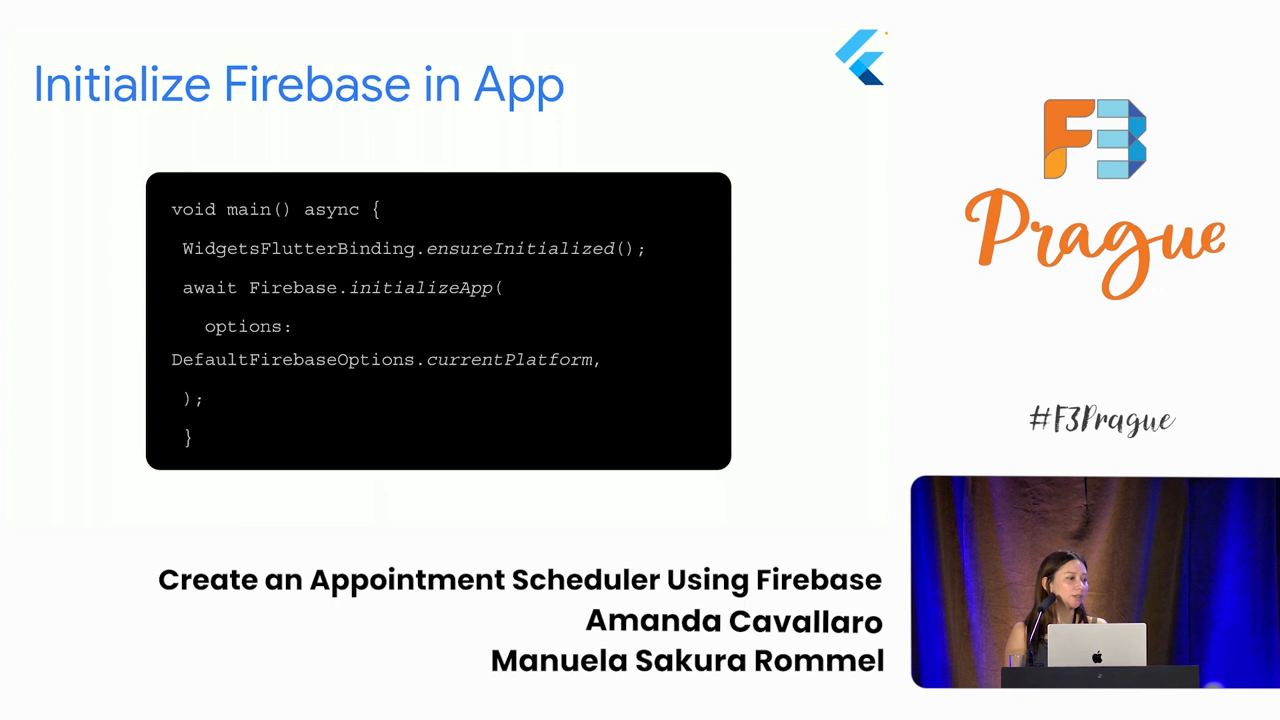 Initialize Firebase in App
void main() async {
WidgetsFlutterBinding.ensureInitialized();
await Firebase.initializeApp(
options:
DefaultFirebaseOptions.currentPlatform,
);
}
F3
Prague
#F3Prague
Create an Appointment Scheduler Using Firebase
Amanda Cavallaro
Manuela Sakura Rommel